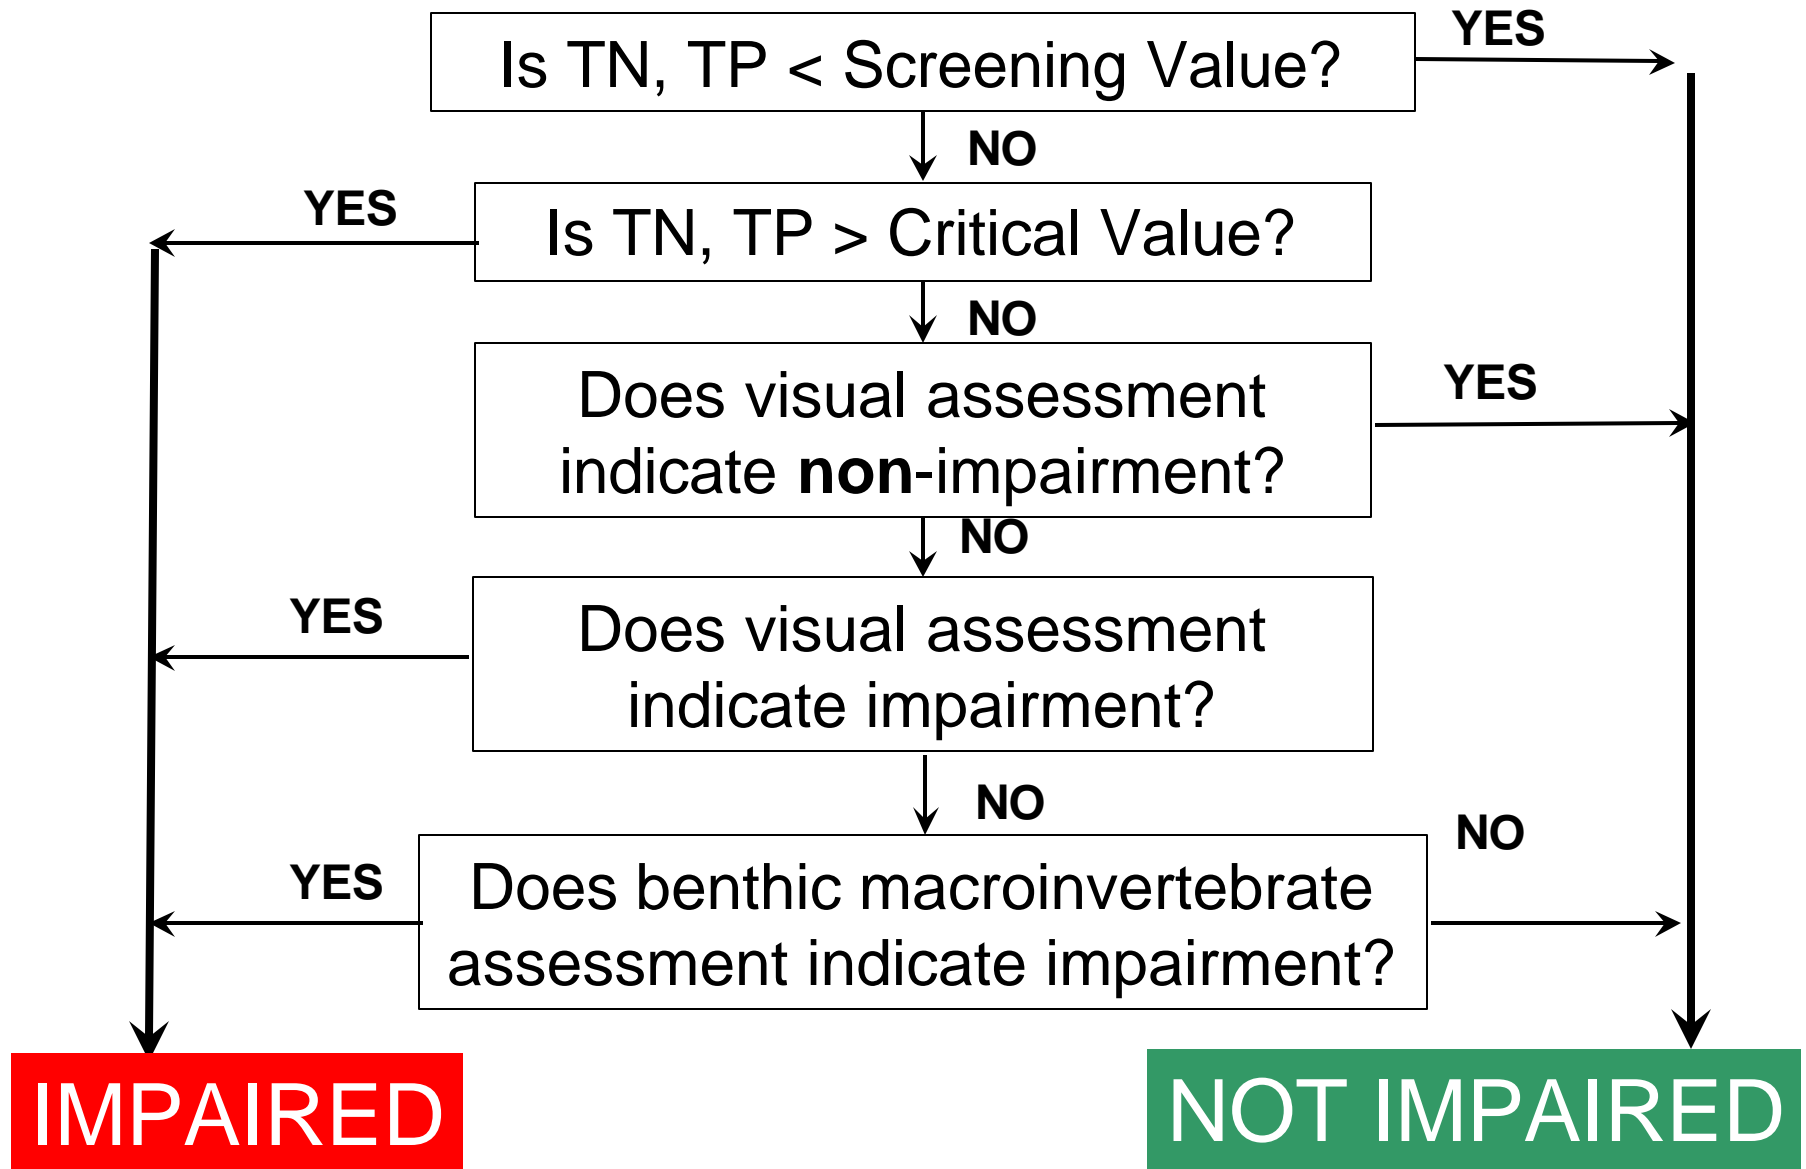 Is TN, TP < Screening Value?
YES
NO
YES
Is TN, TP > Critical Value?
NO
Does visual assessment
indicate non-impairment?
YES
NO
YES
Does visual assessment
indicate impairment?
NO
YES
Does benthic macroinvertebrate
assessment indicate impairment?
NO
IMPAIRED
NOT IMPAIRED